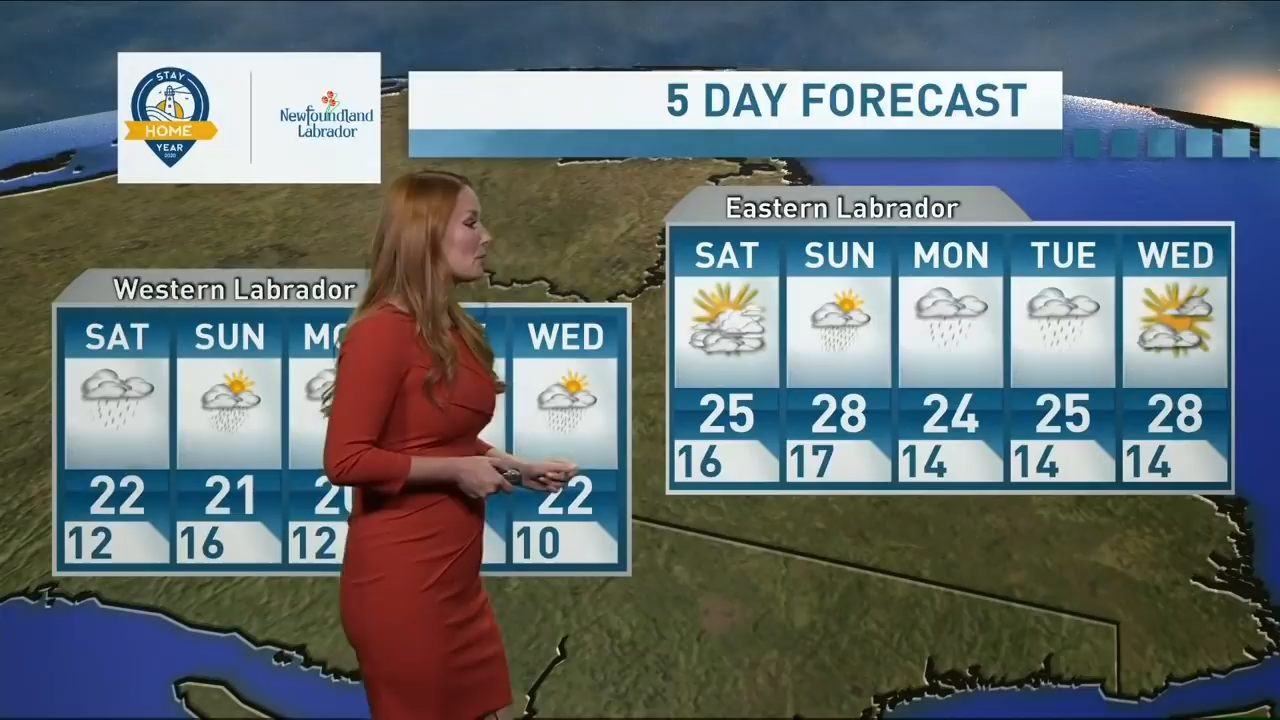 STAY
HOME
YEAR
2020
Newfoundland
Labrador
5 DAY FORECAST
Eastern Labrador
SAT SUN MON TUE WED
25 28 24 25 28
16 17 14 14 14
Western Labrador
SAT SUN MO WED
22 21 20 22
12 16 12 10